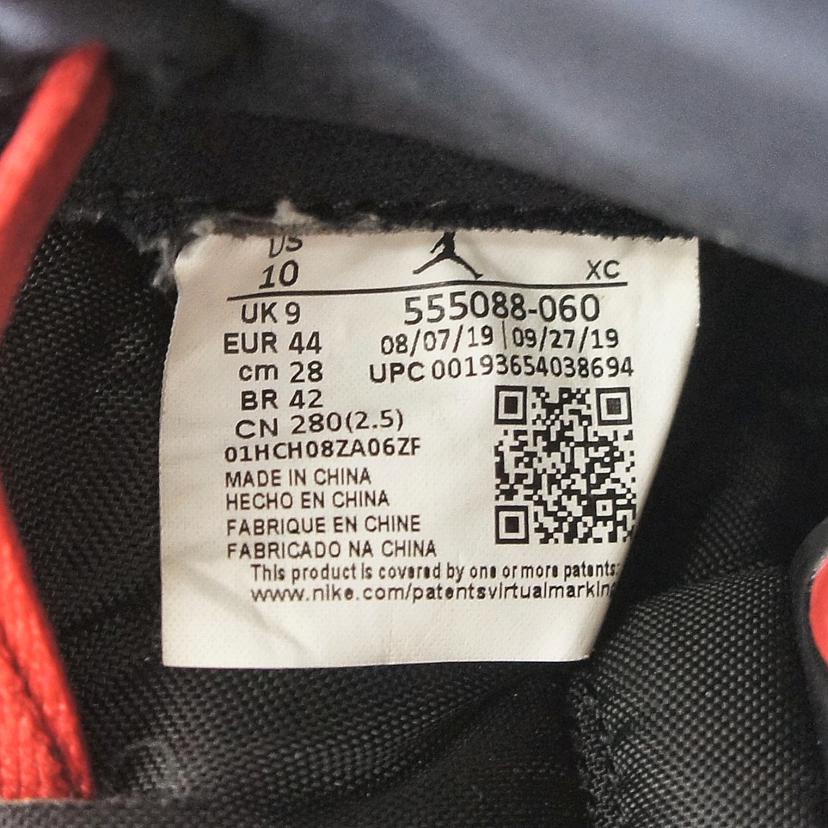 US
10 XC
UK 9 555088-060
EUR 44 08/07/19 | 09/27/19
cm 28 UPC 00193654038694
BR 42
CN 280(2.5)
01HCH08ZA06ZF
MADE IN CHINA
HECHO EN CHINA
FABRIQUE EN CHINE
FABRICADO NA CHINA
This product is covered by one or more patents:
www.nike.com/patentsvirtualmarkin